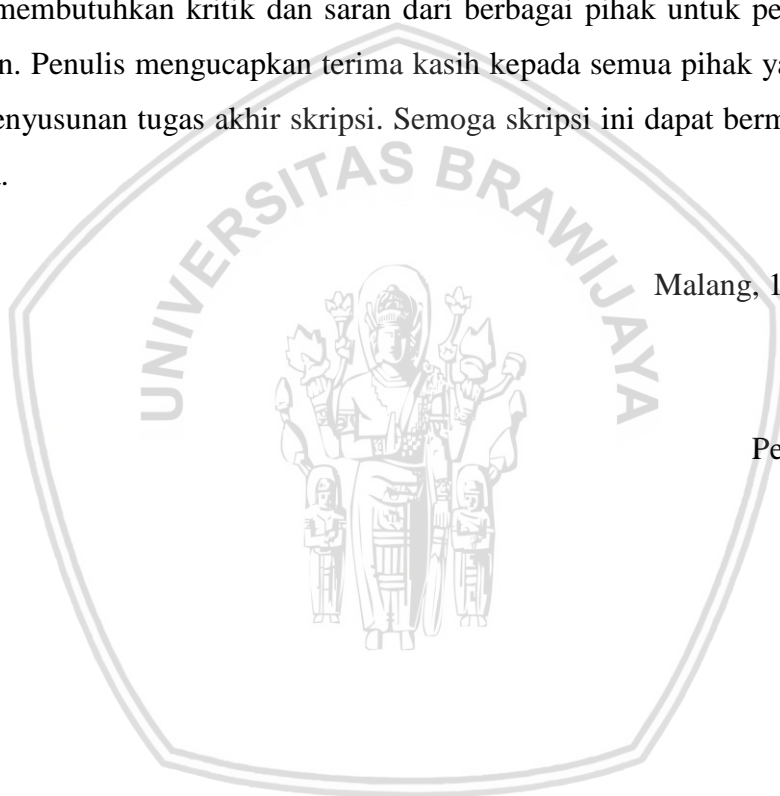 membutuhkan kritik dan saran dari berbagai pihak untuk pe
n. Penulis mengucapkan terima kasih kepada semua pihak ya
enyusunan tugas akhir skripsi. Semoga skripsi ini dapat berm
.
UNIVERSITAS BRAWIJAYA
Malang, 1
Pe